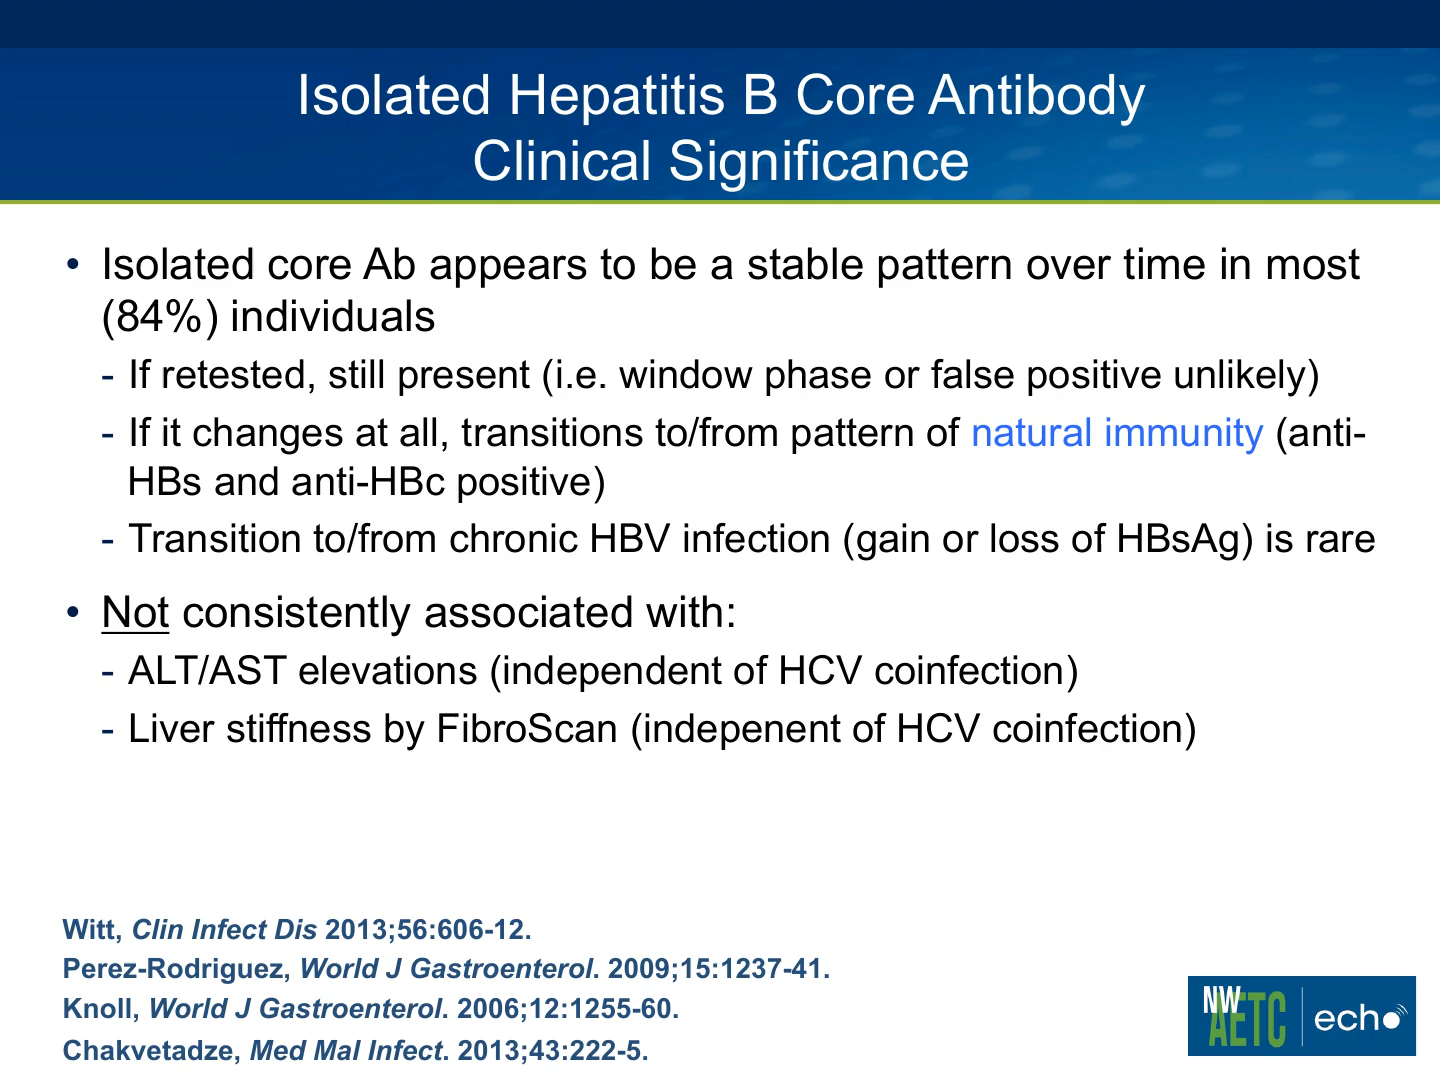 Isolated Hepatitis B Core Antibody
Clinical Significance
• Isolated core Ab appears to be a stable pattern over time in most
(84%) individuals
- If retested, still present (i.e. window phase or false positive unlikely)
- If it changes at all, transitions to/from pattern of natural immunity (anti-
HBs and anti-HBc positive)
- Transition to/from chronic HBV infection (gain or loss of HBsAg) is rare
• Not consistently associated with:
- ALT/AST elevations (independent of HCV coinfection)
- Liver stiffness by FibroScan (indepenent of HCV coinfection)
Witt, Clin Infect Dis 2013;56:606-12.
Perez-Rodriguez, World J Gastroenterol. 2009;15:1237-41.
Knoll, World J Gastroenterol. 2006;12:1255-60.
Chakvetadze, Med Mal Infect. 2013;43:222-5.
NW
AETC
echo